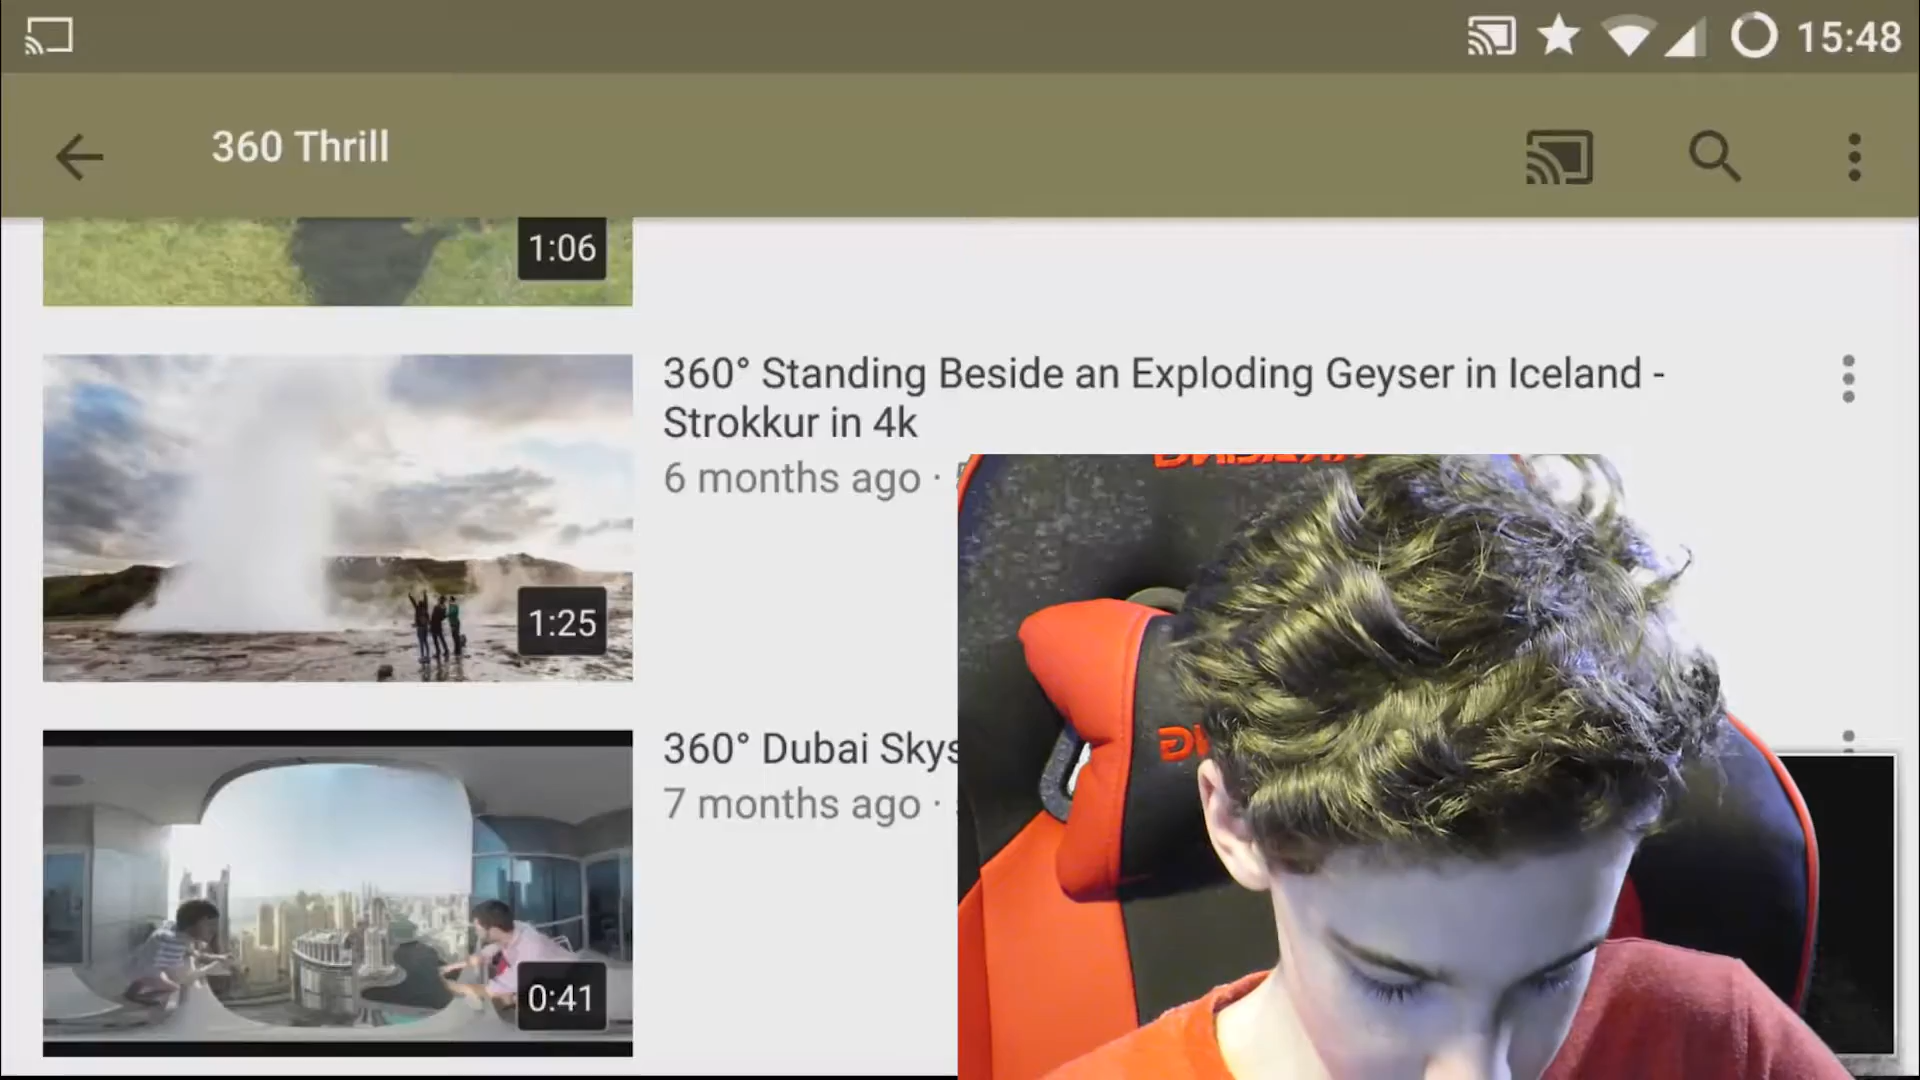 15:48
360 Thrill
1:06
360° Standing Beside an Exploding Geyser in Iceland -
Strokkur in 4k
6 months ago ·
1:25
360° Dubai
7 months ago ·
0:41